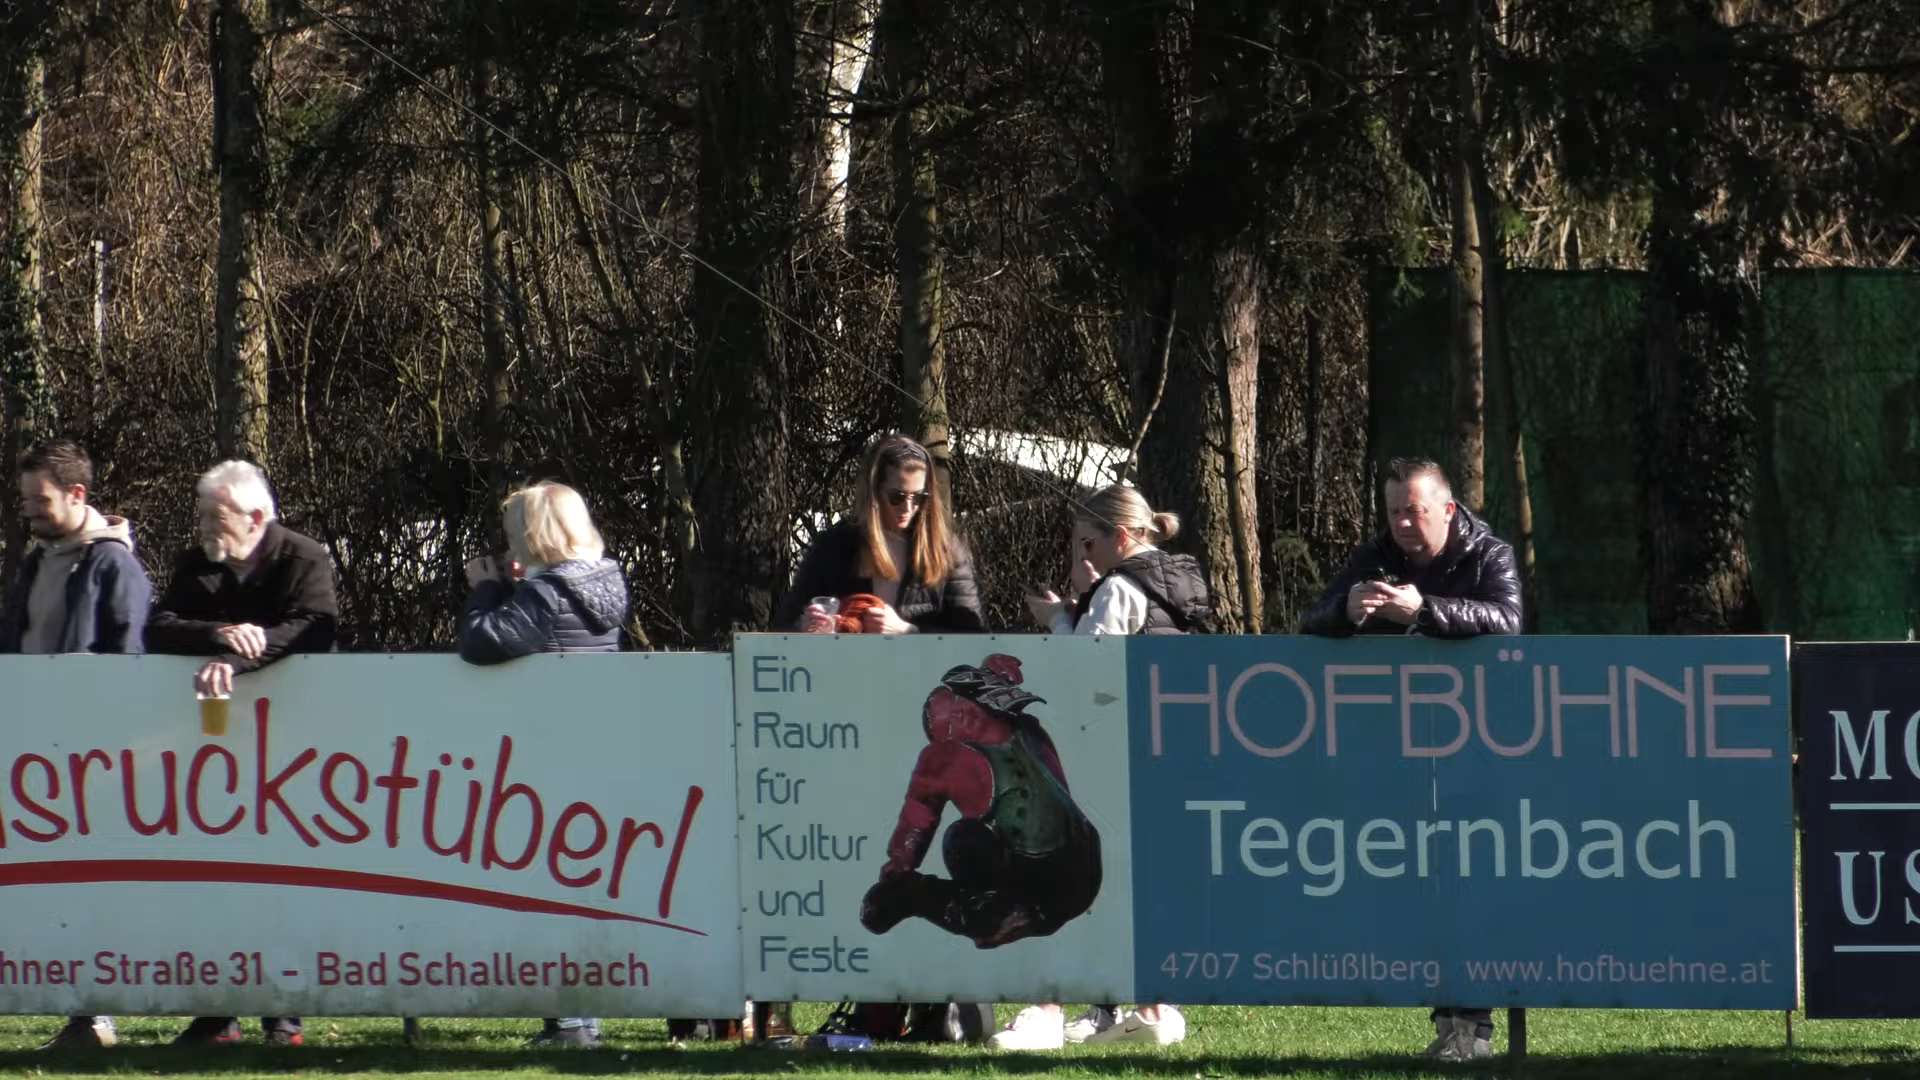 sruckstüberl
hner Straße 31 - Bad Schallerbach
Ein
Raum
für
Kultur
und
Feste
HOFBÜHNE
Tegernbach
4707 Schlüßlberg www.hofbuehne.at
MO
US